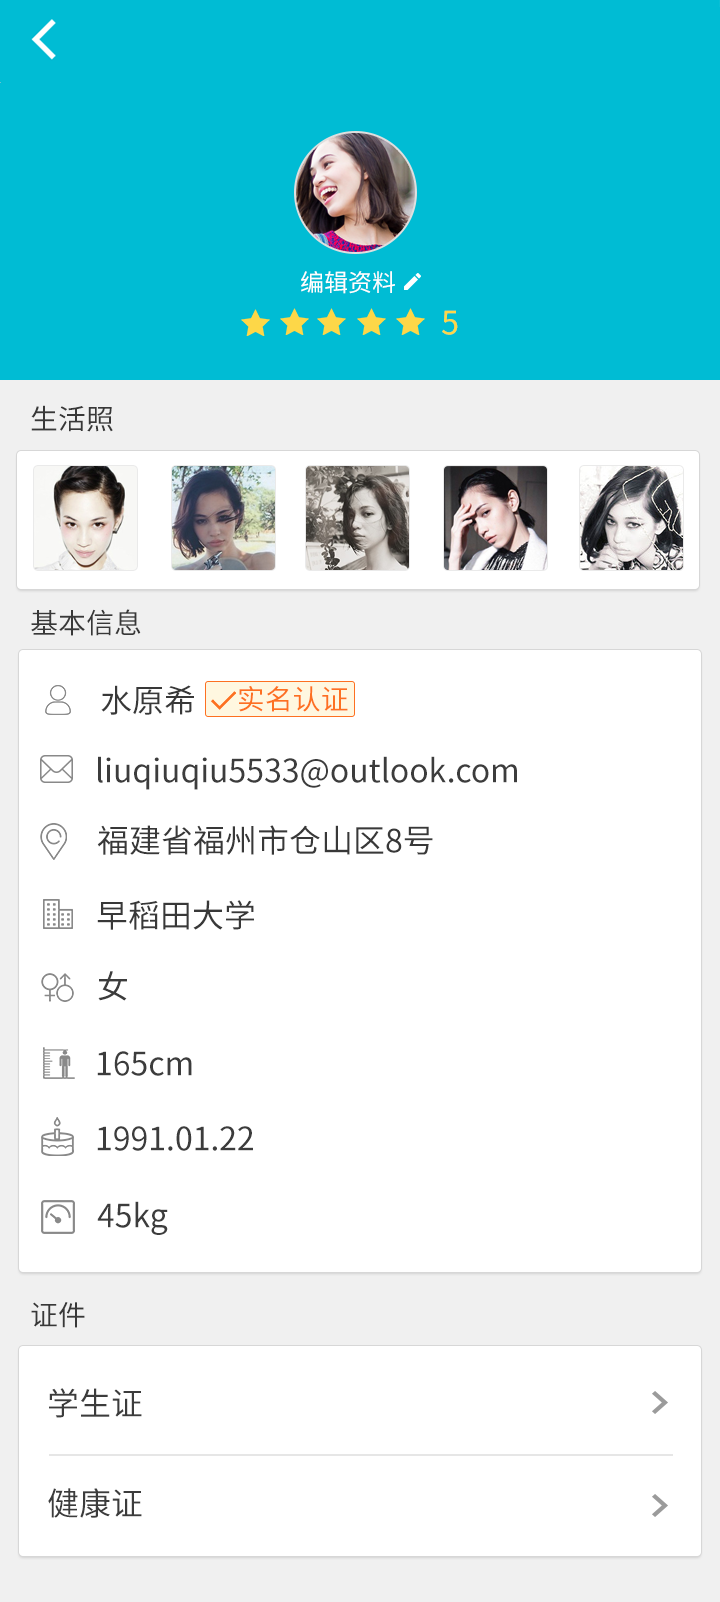 编辑资料
5
生活照
基本信息
水原希 实名认证
liuqiuqiu5533@outlook.com
福建省福州市仓山区8号
早稻田大学
女
165cm
1991.01.22
45kg
证件
学生证
健康证